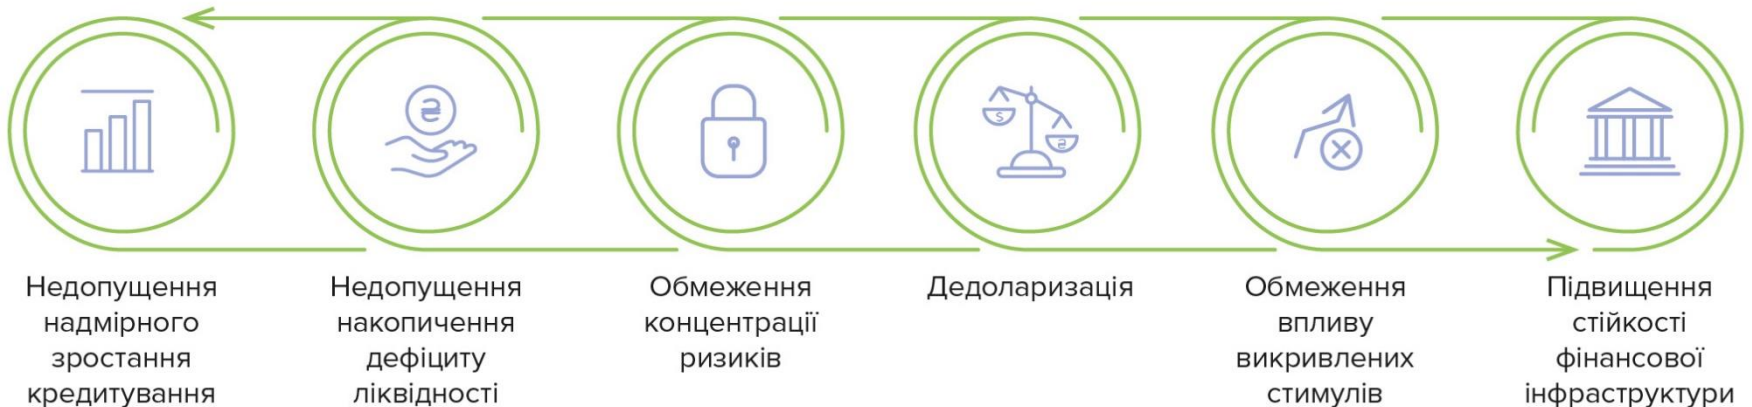 Недопущення
надмірного
зростання
кредитування
Недопущення
накопичення
дефіциту
ліквідності
Обмеження
концентрації
ризиків
Дедоларизація
Обмеження
впливу
викривлених
стимулів
Підвищення
стійкості
фінансової
інфраструктури
₴
$
₴